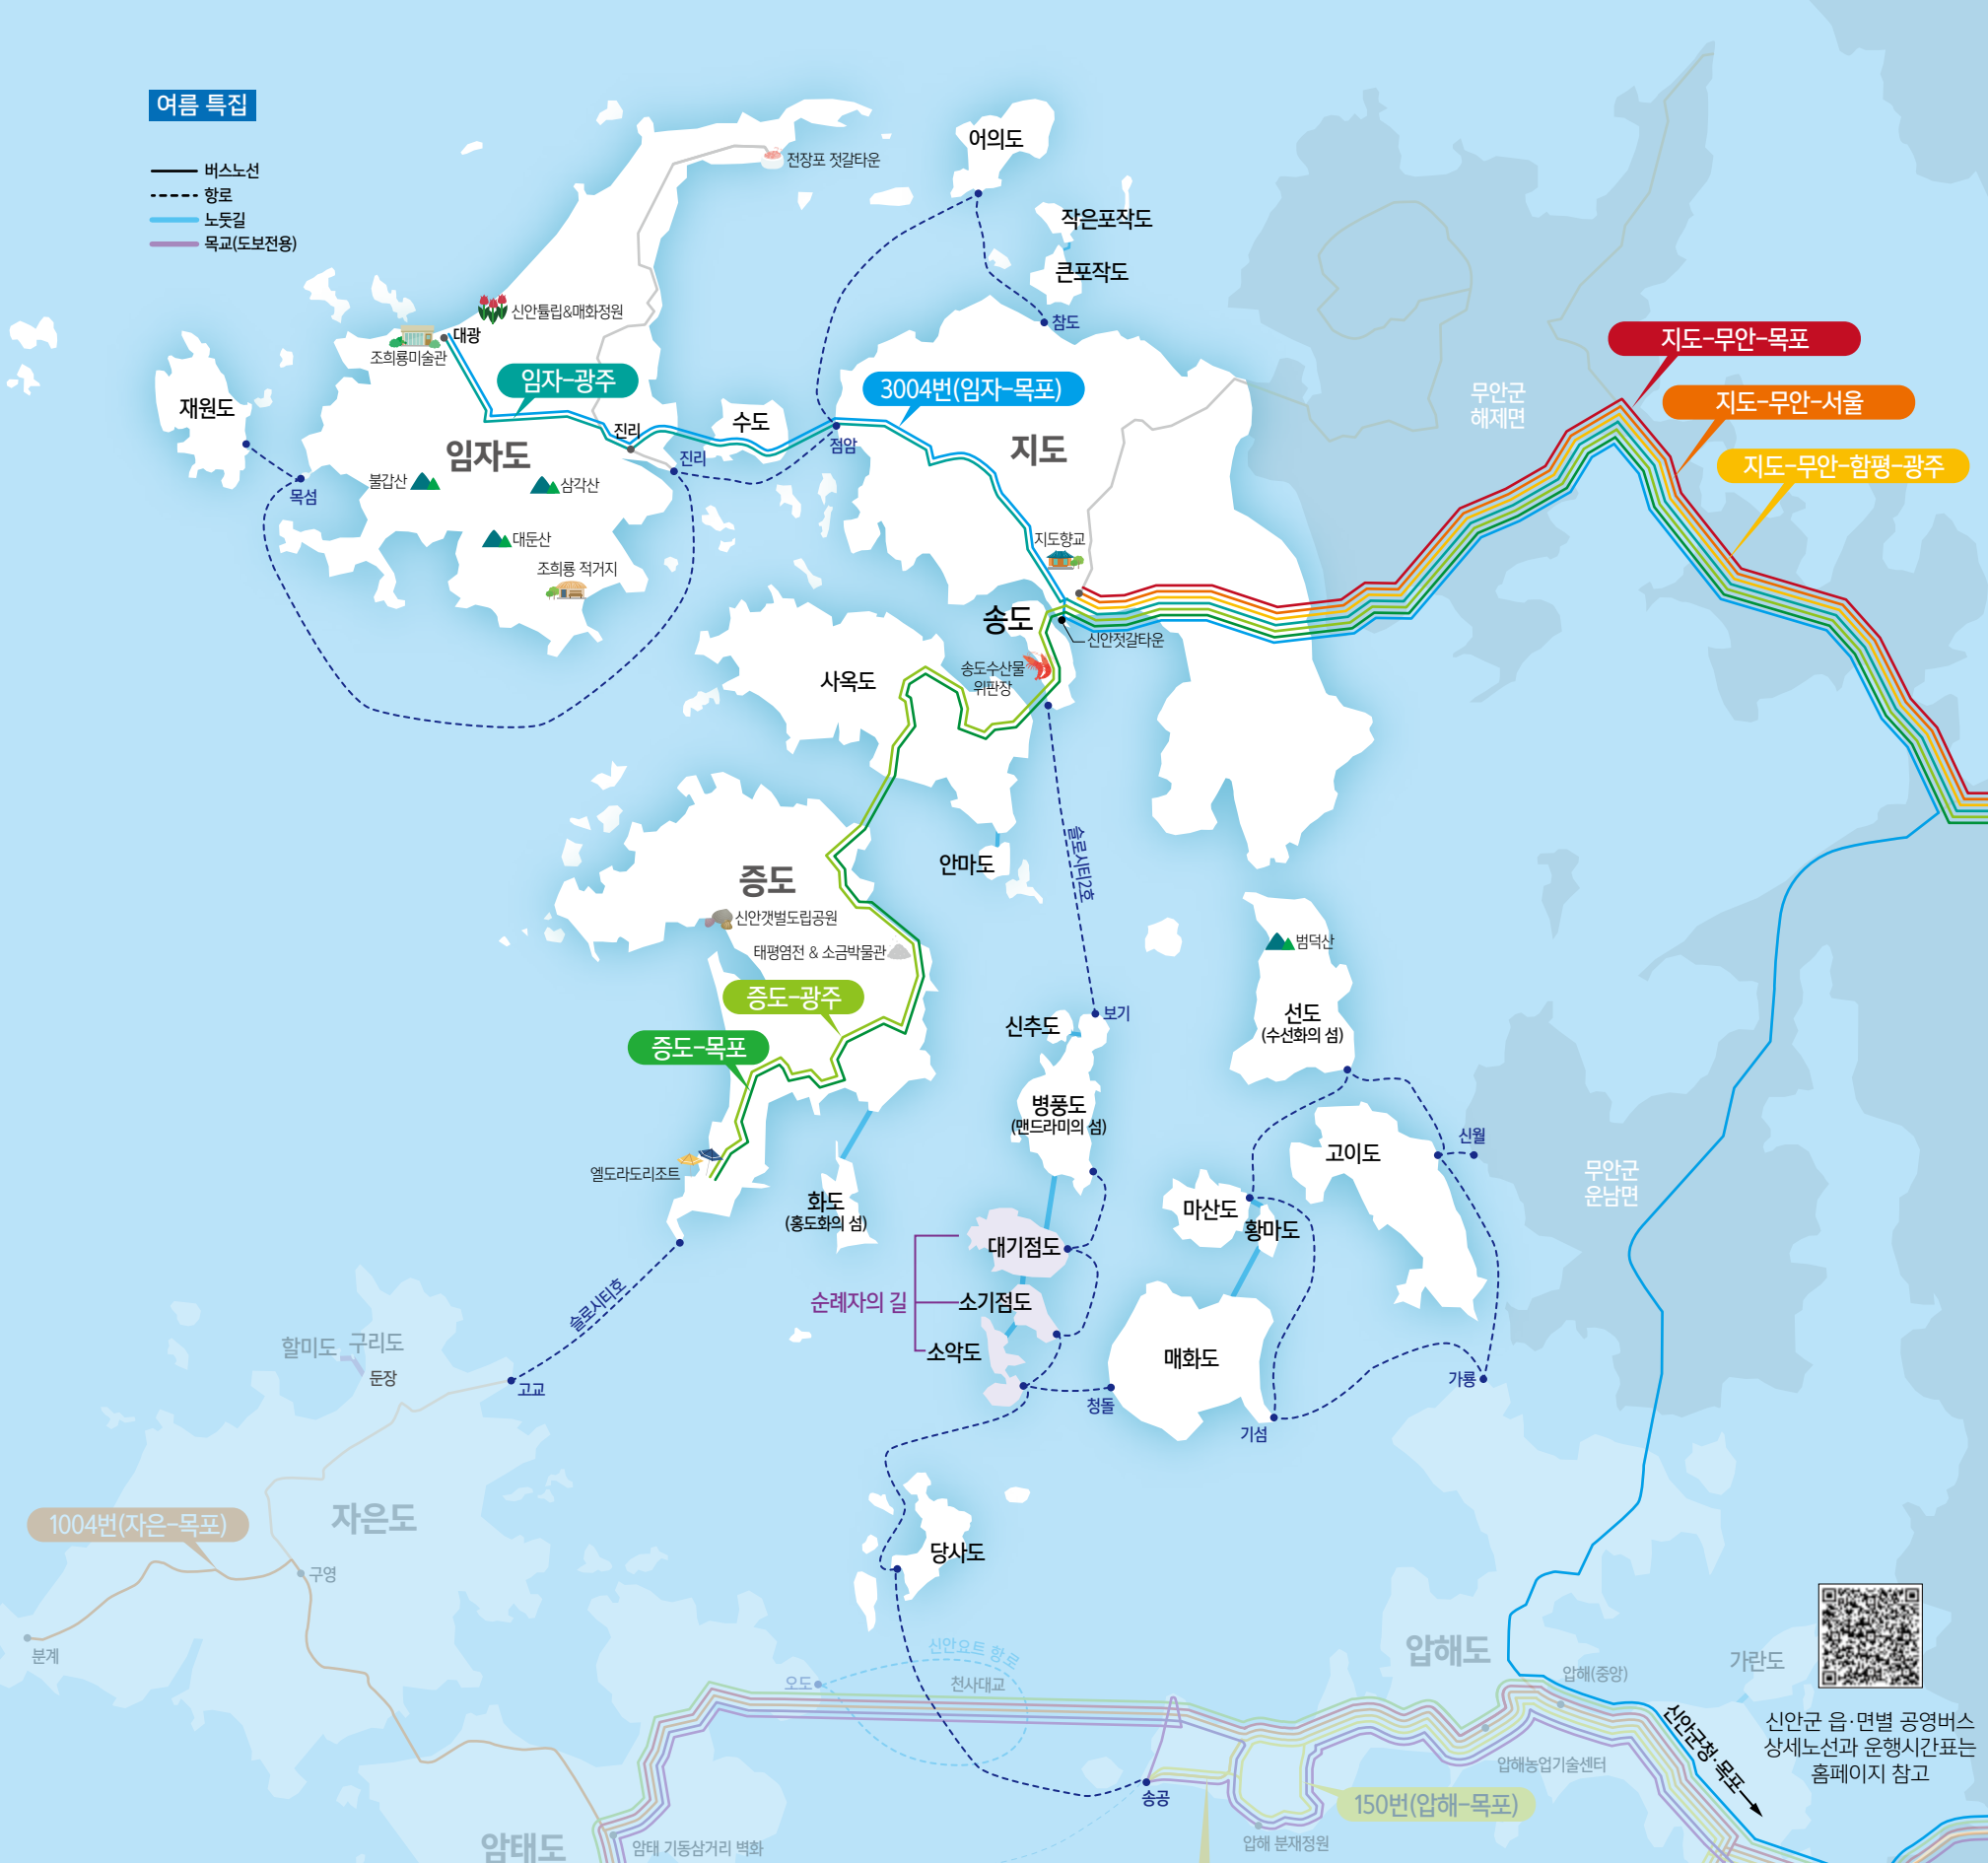 여름 특집
버스노선
항로
노둣길
목교(도보전용)
전장포 젓갈타운
어의도
작은포작도
큰포작도
참도
신안튤립&매화정원
대광
조희룡미술관
임자-광주
3004번(임자-목포)
지도-무안-목포
지도-무안-서울
지도-무안-함평-광주
무안군
해제면
재원도
수도
진리
점암
지도
임자도
진리
목섬
불갑산
삼각산
대둔산
조희룡 적거지
지도향교
송도
신안젓갈타운
송도수산물
위판장
사옥도
슬로시티2호
안마도
증도
신안갯벌도립공원
태평염전 & 소금박물관
범덕산
증도-광주
증도-목포
신추도
보기
선도
(수선화의 섬)
병풍도
(맨드라미의 섬)
신월
고이도
무안군
운남면
엘도라도리조트
화도
(홍도화의 섬)
마산도
황마도
대기점도
순례자의 길
소기점도
소악도
슬로시티호
매화도
가룡
청돌
기섬
할미도
구리도
둔장
고교
자은도
1004번(자은-목포)
구영
분계
당사도
신안요트 항로
오도
천사대교
압해도
압해(중앙)
가란도
신안군청·목포
압해농업기술센터
송공
150번(압해-목포)
압해 분재정원
암태도
암태 기동삼거리 벽화
신안군 읍·면별 공영버스
상세노선과 운행시간표는
홈페이지 참고